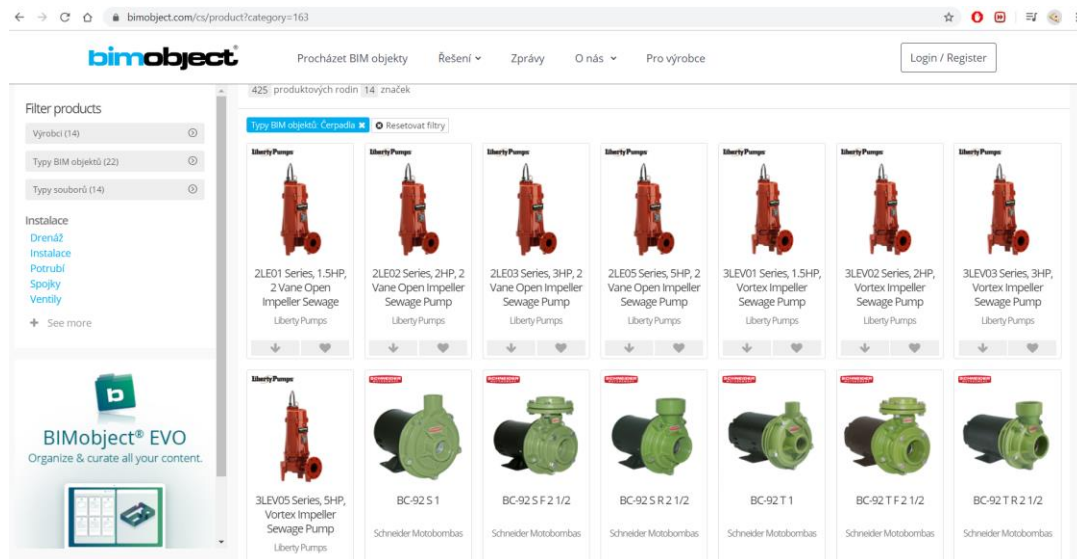 bimobject.com/cs/product?category=163
bimobject®
Procházet BIM objekty
Řešení
Zprávy
O nás
Pro výrobce
Login / Register
Filter products
Výrobci (14)
Typy BIM objektů (22)
Typy souborů (14)
Instalace
Drenáž
Instalace
Potrubí
Spojky
Ventily
+ See more
b
BIMobject® EVO
Organize & curate all your content.
425 produktových rodin 14 značek
Typy BIM objektů: Čerpadla ✖
Resetovat filtry
Liberty Pumps
2LE01 Series, 1.5HP,
2 Vane Open
Impeller Sewage
Liberty Pumps
Liberty Pumps
2LE02 Series, 2HP, 2
Vane Open Impeller
Sewage Pump
Liberty Pumps
Liberty Pumps
2LE03 Series, 3HP, 2
Vane Open Impeller
Sewage Pump
Liberty Pumps
Liberty Pumps
2LE05 Series, 5HP, 2
Vane Open Impeller
Sewage Pump
Liberty Pumps
Liberty Pumps
3LEV01 Series, 1.5HP,
Vortex Impeller
Sewage Pump
Liberty Pumps
Liberty Pumps
3LEV02 Series, 2HP,
Vortex Impeller
Sewage Pump
Liberty Pumps
Liberty Pumps
3LEV03 Series, 3HP,
Vortex Impeller
Sewage Pump
Liberty Pumps
Liberty Pumps
3LEV05 Series, 5HP,
Vortex Impeller
Sewage Pump
Liberty Pumps
SCHNEIDER
BC-92 S 1
Schneider Motobombas
SCHNEIDER
BC-92 S F 2 1/2
Schneider Motobombas
SCHNEIDER
BC-92 S R 2 1/2
Schneider Motobombas
SCHNEIDER
BC-92 T 1
Schneider Motobombas
SCHNEIDER
BC-92 T F 2 1/2
Schneider Motobombas
SCHNEIDER
BC-92 T R 2 1/2
Schneider Motobombas